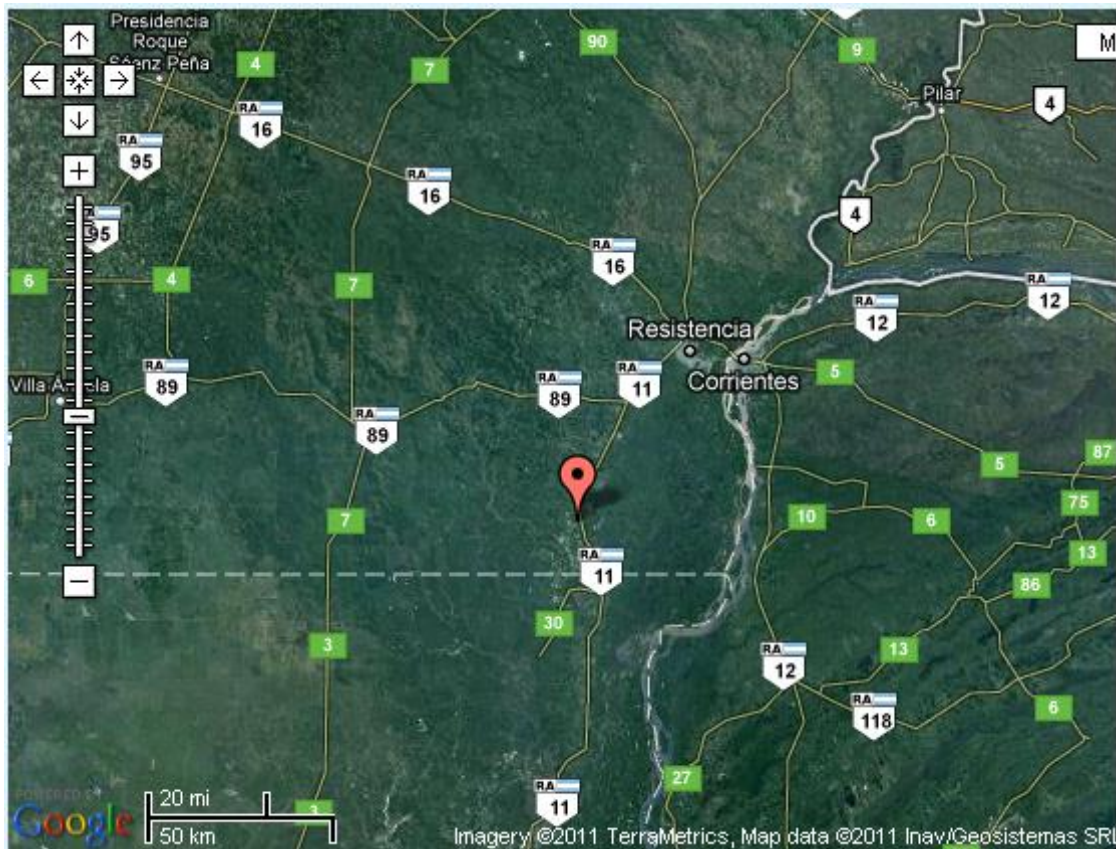 Presidencia
Roque
Sáenz Peña
90
9
M
4
7
Pilar
4
RA
16
RA
95
RA
16
RA
95
4
RA
16
6
4
7
RA
12
RA
12
Resistencia
Corrientes
5
RA
11
RA
89
RA
89
RA
89
87
5
75
7
10
6
13
RA
11
86
30
3
13
RA
12
RA
118
6
27
RA
11
20 mi
50 km
3
POWERED BY
Google
Imagery ©2011 TerraMetrics, Map data ©2011 Inav/Geosistemas SRL